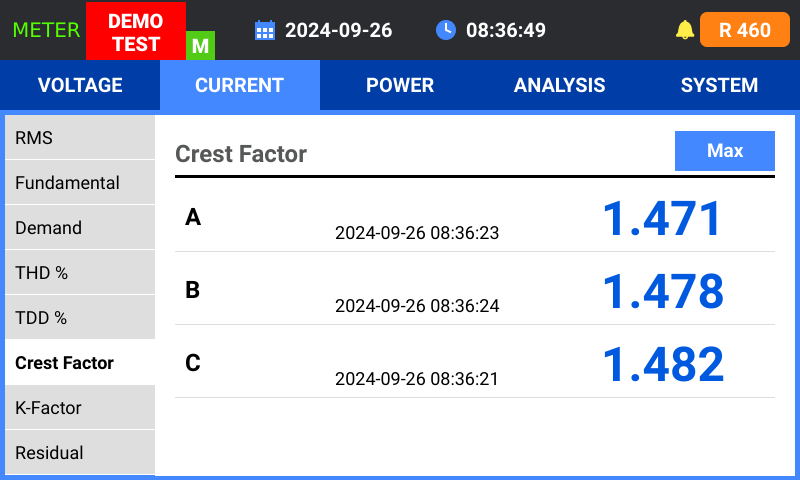 METER
DEMO
TEST
M
2024-09-26
08:36:49
R 460
VOLTAGE
CURRENT
POWER
ANALYSIS
SYSTEM
RMS
Fundamental
Demand
THD %
TDD %
Crest Factor
K-Factor
Residual
Crest Factor
Max
A 2024-09-26 08:36:23 1.471
B 2024-09-26 08:36:24 1.478
C 2024-09-26 08:36:21 1.482